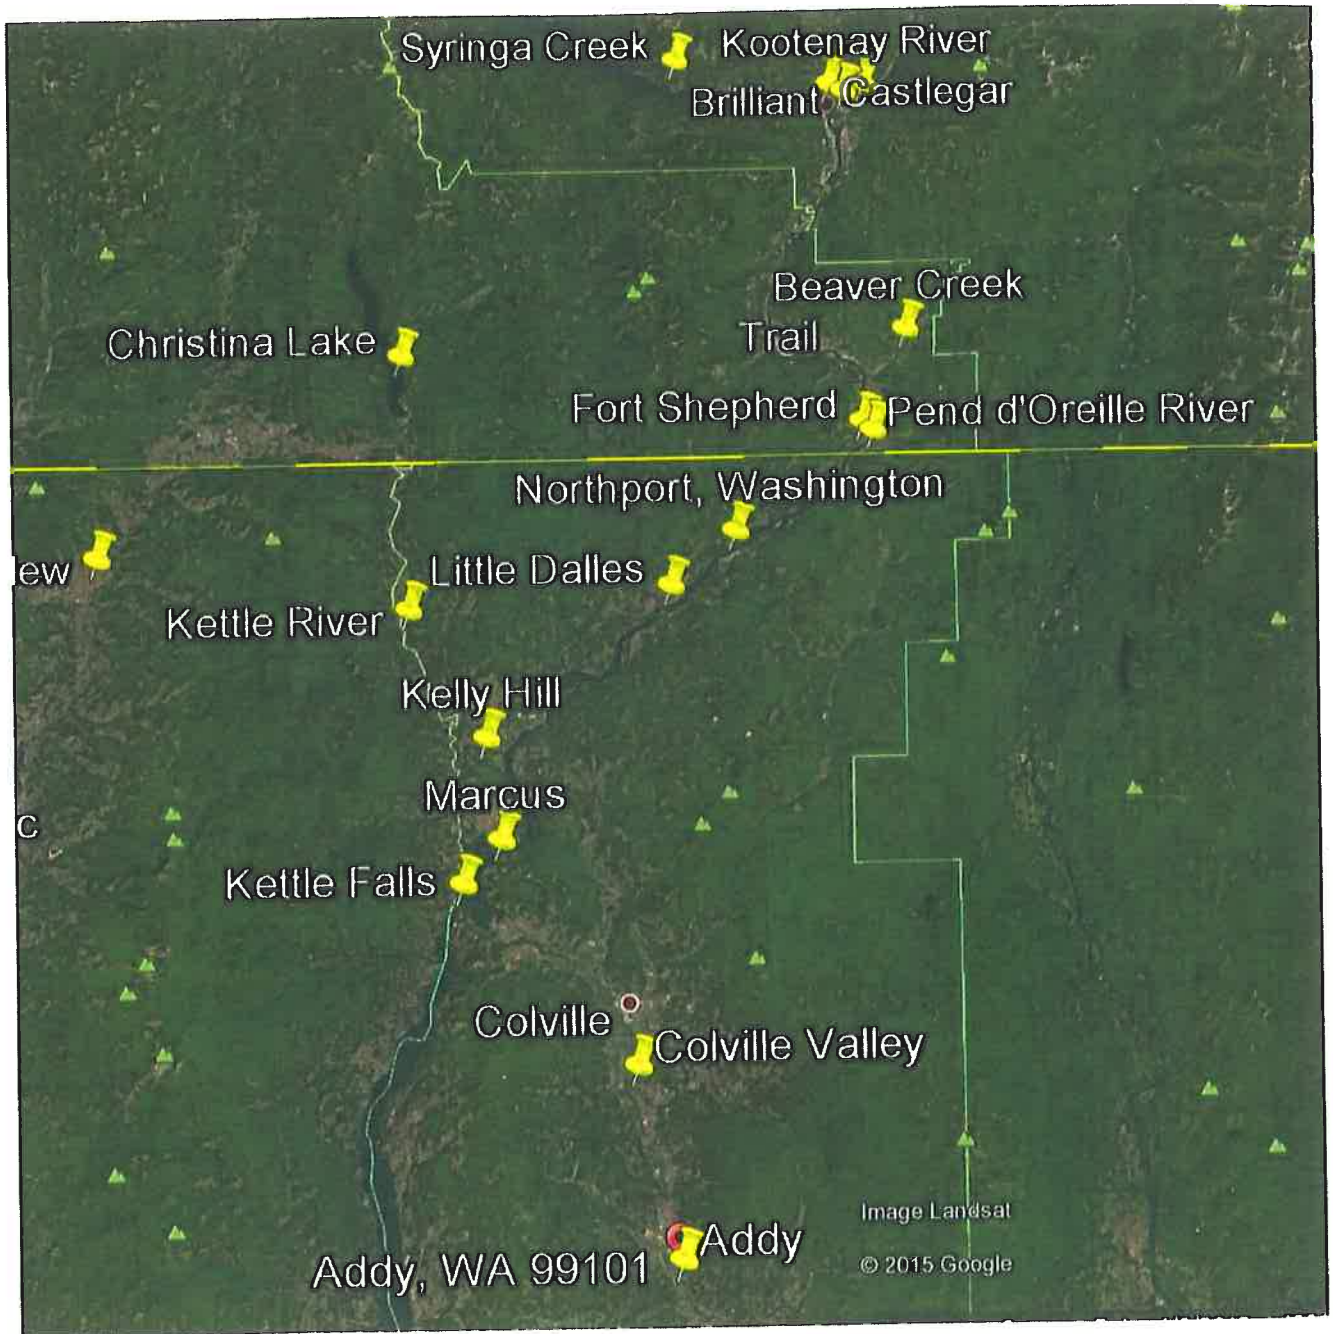 Syringa Creek
Kootenay River
Brilliant
Castlegar
Beaver Creek
Trail
Christina Lake
Fort Shepherd
Pend d'Oreille River
Northport, Washington
lew
Little Dalles
Kettle River
Kelly Hill
Marcus
c
Kettle Falls
Colville
Colville Valley
Image Landsat
Addy
Addy, WA 99101
© 2015 Google